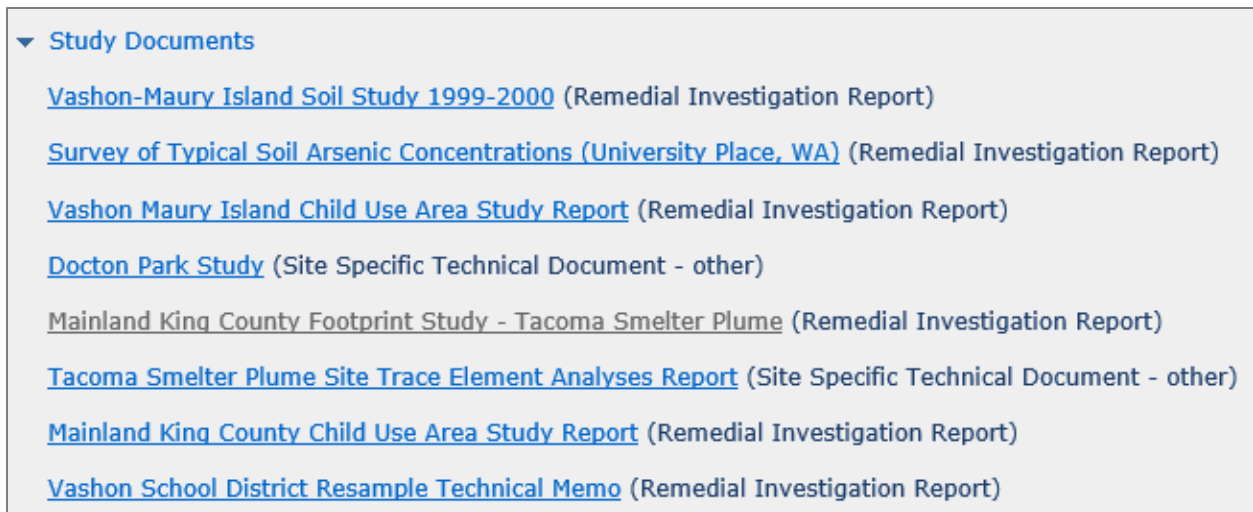 Study Documents
Vashon-Maury Island Soil Study 1999-2000 (Remedial Investigation Report)
Survey of Typical Soil Arsenic Concentrations (University Place, WA) (Remedial Investigation Report)
Vashon Maury Island Child Use Area Study Report (Remedial Investigation Report)
Docton Park Study (Site Specific Technical Document - other)
Mainland King County Footprint Study - Tacoma Smelter Plume (Remedial Investigation Report)
Tacoma Smelter Plume Site Trace Element Analyses Report (Site Specific Technical Document - other)
Mainland King County Child Use Area Study Report (Remedial Investigation Report)
Vashon School District Resample Technical Memo (Remedial Investigation Report)